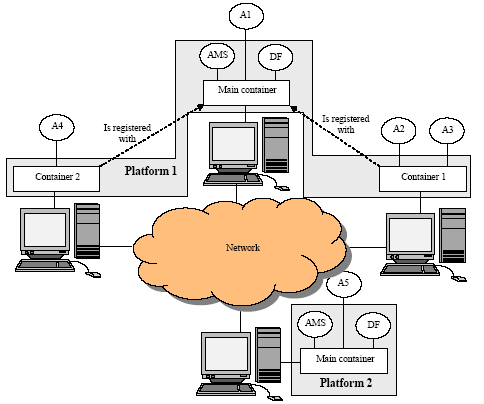 A1
AMS
DF
Main container
Is registered
with
Is registered
with
A4
A2
A3
Container 2
Platform 1
Container 1
Network
A5
AMS
DF
Main container
Platform 2